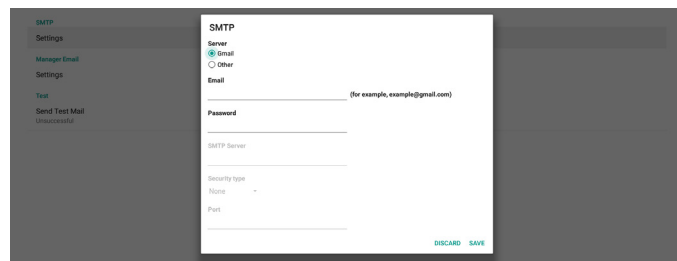 SMTP
Settings
Manager Email
Settings
Test
Send Test Mail
Unsuccessful
SMTP
Server
Gmail
Other
Email
(for example, example@gmail.com)
Password
SMTP Server
Security type
None
Port
DISCARD SAVE